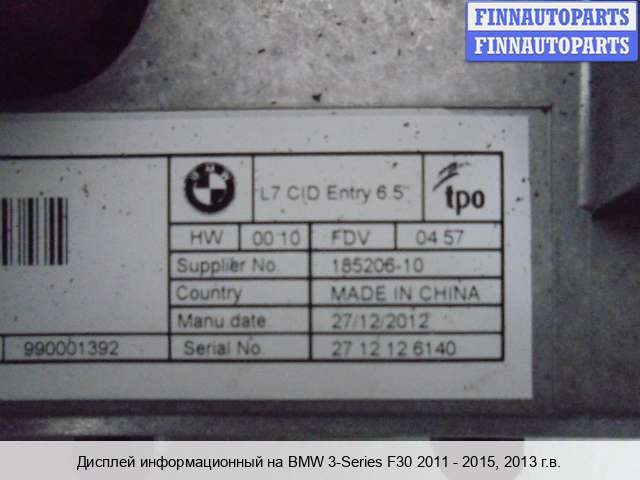 FINNAUTOPARTS
FINNAUTOPARTS
BMW
L7 CID Entry 6.5"
tpo
HW 00 10 FDV 04 57
Supplier No. 185206-10
Country MADE IN CHINA
Manu date. 27/12/2012
990001392 Serial No. 27 12 12 6140
Дисплей информационный на BMW 3-Series F30 2011 - 2015, 2013 г.в.